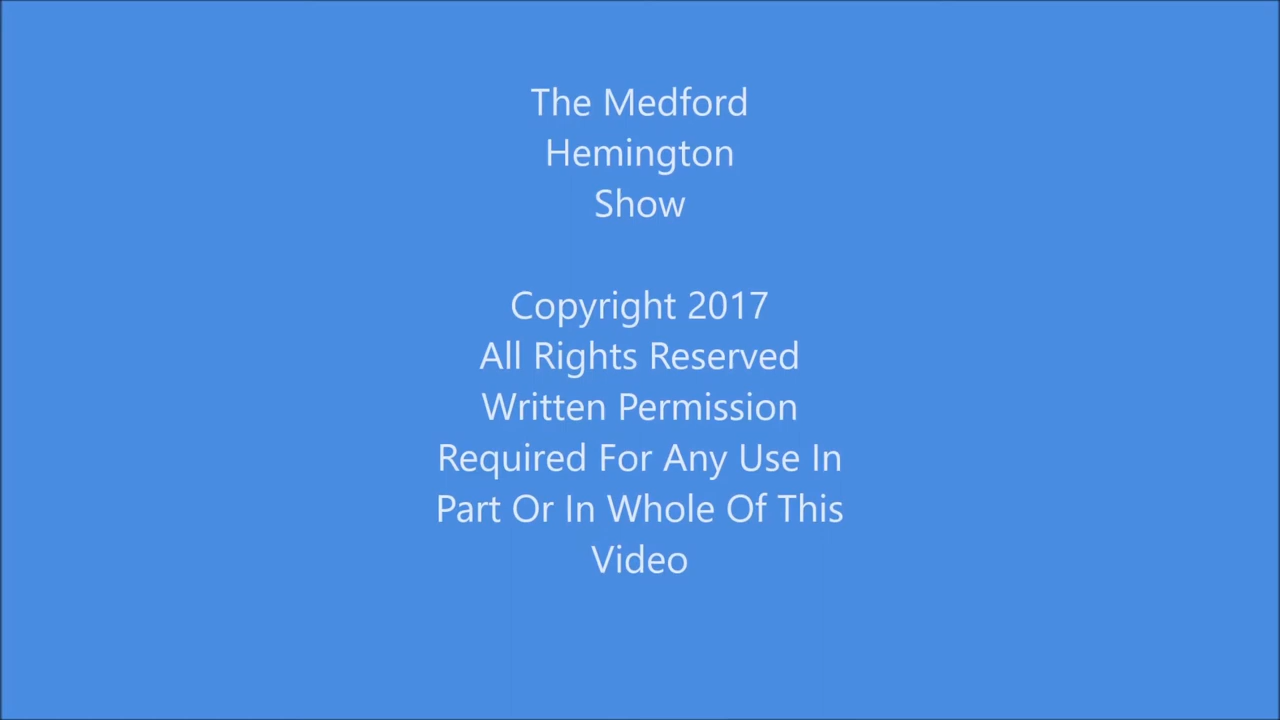 The Medford
Hemington
Show
Copyright 2017
All Rights Reserved
Written Permission
Required For Any Use In
Part Or In Whole Of This
Video